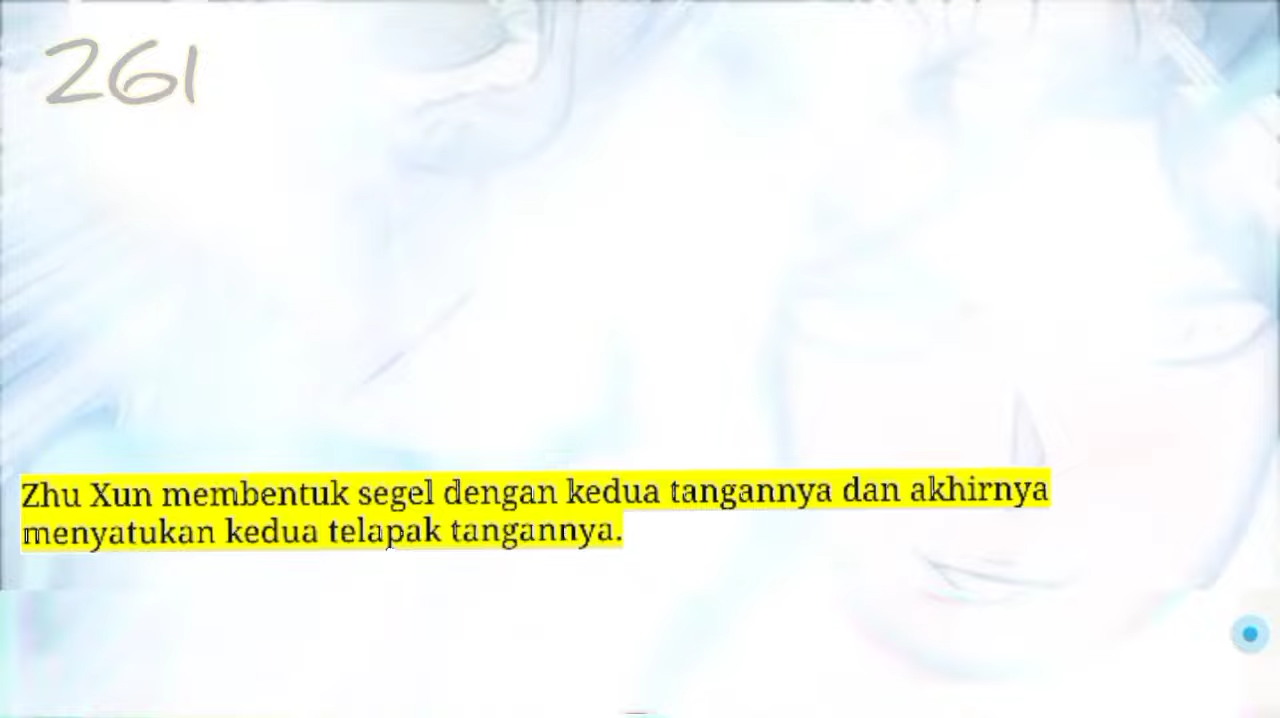 261
Zhu Xun membentuk segel dengan kedua tangannya dan akhirnya
menyatukan kedua telapak tangannya.